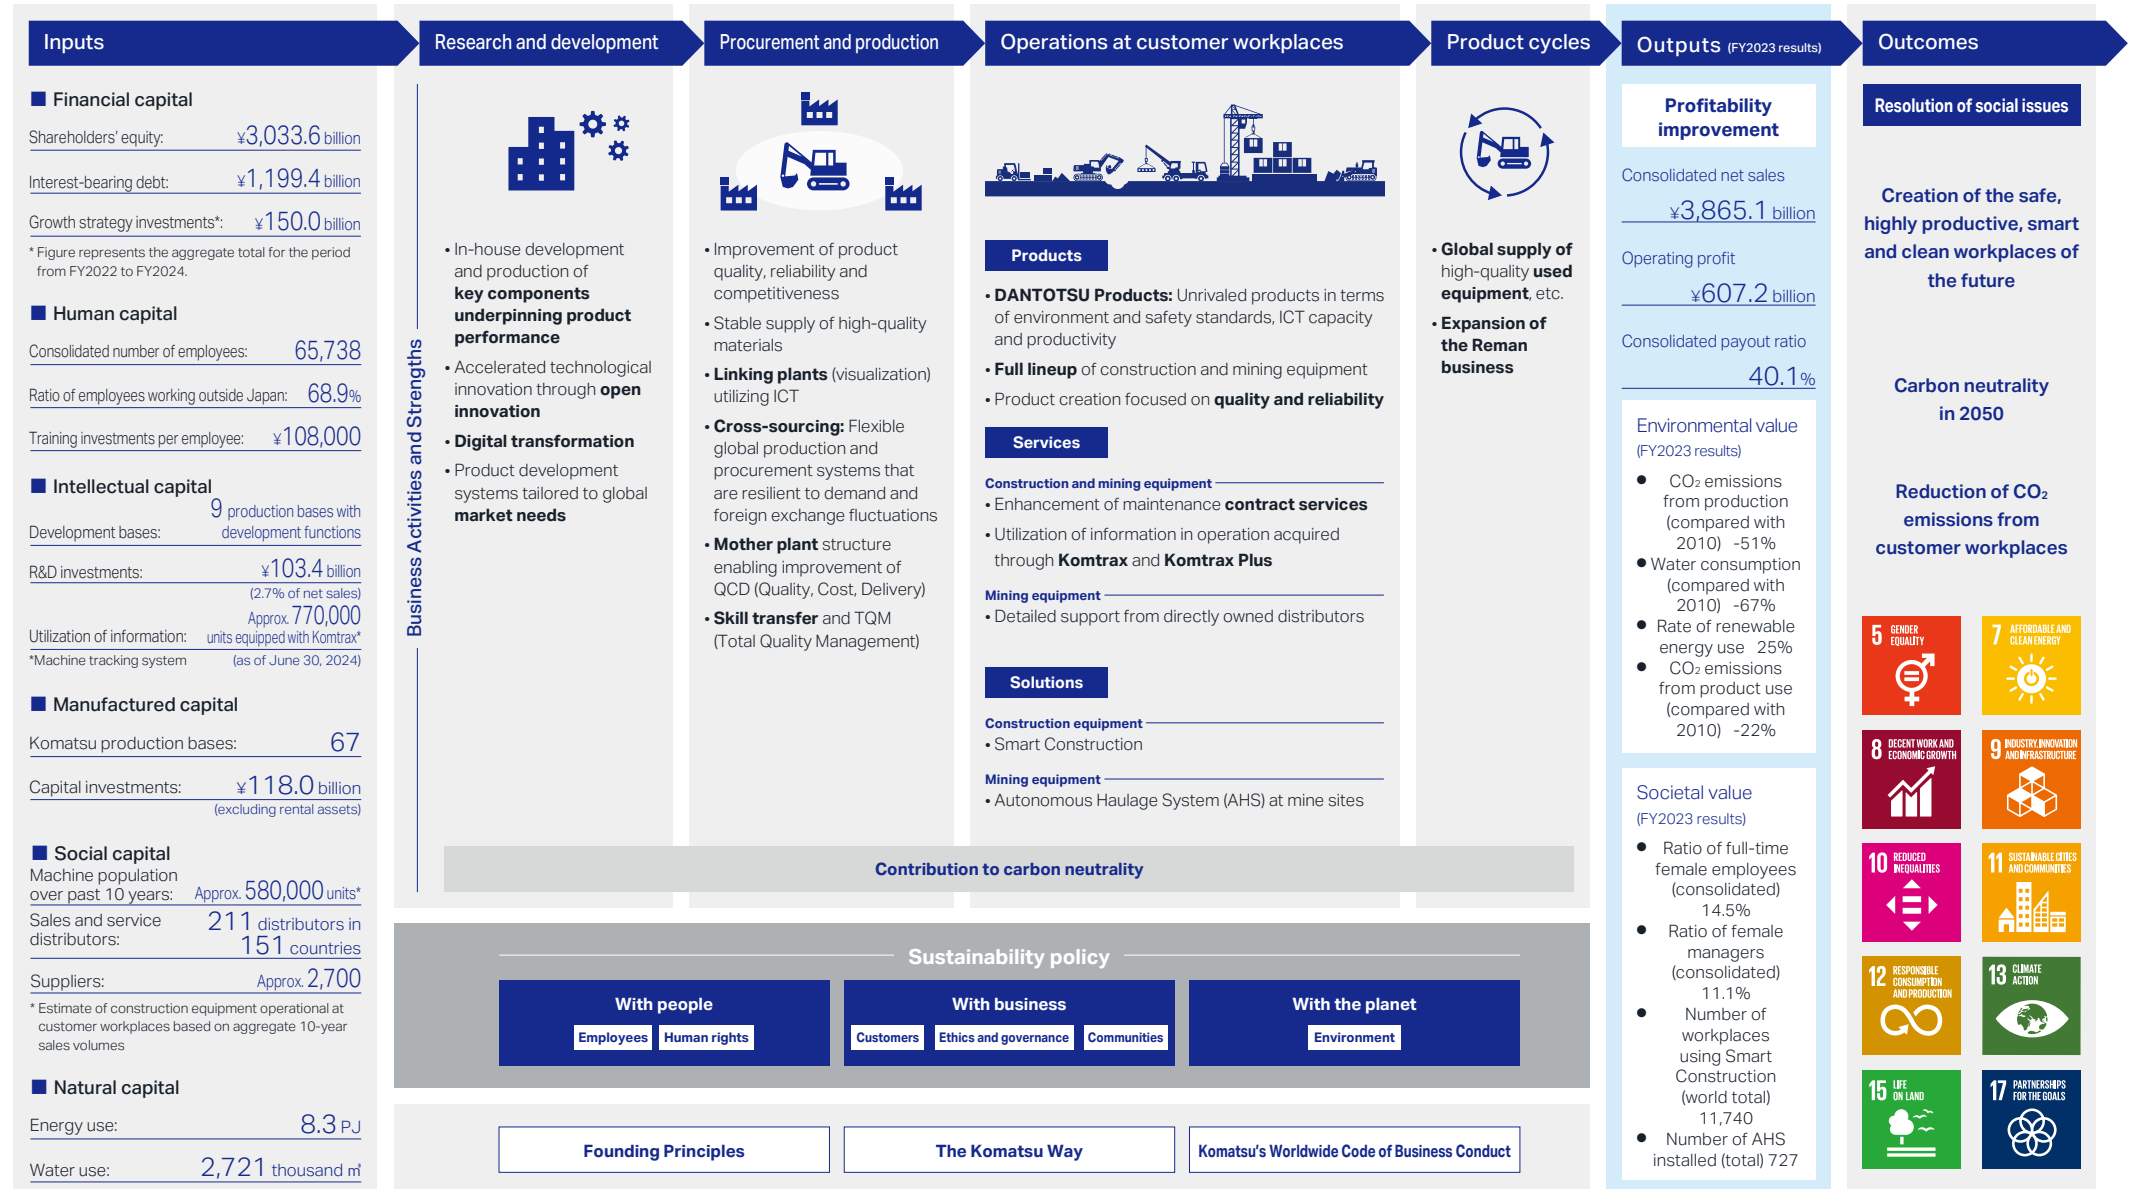 Inputs
Research and development
Procurement and production
Operations at customer workplaces
Product cycles
Outputs (FY2023 results)
Outcomes
■ Financial capital
Shareholders' equity: ¥3,033.6 billion
Interest-bearing debt: ¥1,199.4 billion
Growth strategy investments*: ¥150.0 billion
* Figure represents the aggregate total for the period
from FY2022 to FY2024.
■ Human capital
Consolidated number of employees: 65,738
Ratio of employees working outside Japan: 68.9%
Training investments per employee: ¥108,000
■ Intellectual capital
9 production bases with
Development bases: development functions
R&D investments: ¥103.4 billion
(2.7% of net sales)
Approx. 770,000
Utilization of information: units equipped with Komtrax*
*Machine tracking system (as of June 30, 2024)
■ Manufactured capital
Komatsu production bases: 67
Capital investments: ¥118.0 billion
(excluding rental assets)
■ Social capital
Machine population
over past 10 years: Approx. 580,000 units*
Sales and service 211 distributors in
distributors: 151 countries
Suppliers: Approx. 2,700
* Estimate of construction equipment operational at
customer workplaces based on aggregate 10-year
sales volumes
■ Natural capital
Energy use: 8.3 PJ
Water use: 2,721 thousand ㎥
Business Activities and Strengths
• In-house development
and production of
key components
underpinning product
performance
• Accelerated technological
innovation through open
innovation
• Digital transformation
• Product development
systems tailored to global
market needs
• Improvement of product
quality, reliability and
competitiveness
• Stable supply of high-quality
materials
• Linking plants (visualization)
utilizing ICT
• Cross-sourcing: Flexible
global production and
procurement systems that
are resilient to demand and
foreign exchange fluctuations
• Mother plant structure
enabling improvement of
QCD (Quality, Cost, Delivery)
• Skill transfer and TQM
(Total Quality Management)
Products
• DANTOTSU Products: Unrivaled products in terms
of environment and safety standards, ICT capacity
and productivity
• Full lineup of construction and mining equipment
• Product creation focused on quality and reliability
Services
Construction and mining equipment
• Enhancement of maintenance contract services
• Utilization of information in operation acquired
through Komtrax and Komtrax Plus
Mining equipment
• Detailed support from directly owned distributors
Solutions
Construction equipment
• Smart Construction
Mining equipment
• Autonomous Haulage System (AHS) at mine sites
• Global supply of
high-quality used
equipment, etc.
• Expansion of
the Reman
business
Contribution to carbon neutrality
Sustainability policy
With people
Employees Human rights
With business
Customers Ethics and governance Communities
With the planet
Environment
Founding Principles
The Komatsu Way
Komatsu's Worldwide Code of Business Conduct
Profitability
improvement
Consolidated net sales
¥3,865.1 billion
Operating profit
¥607.2 billion
Consolidated payout ratio
40.1%
Environmental value
(FY2023 results)
● CO₂ emissions
from production
(compared with
2010) -51%
● Water consumption
(compared with
2010) -67%
● Rate of renewable
energy use 25%
● CO₂ emissions
from product use
(compared with
2010) -22%
Societal value
(FY2023 results)
● Ratio of full-time
female employees
(consolidated)
14.5%
● Ratio of female
managers
(consolidated)
11.1%
● Number of
workplaces
using Smart
Construction
(world total)
11,740
● Number of AHS
installed (total) 727
Resolution of social issues
Creation of the safe,
highly productive, smart
and clean workplaces of
the future
Carbon neutrality
in 2050
Reduction of CO₂
emissions from
customer workplaces
5 GENDER
EQUALITY
7 AFFORDABLE AND
CLEAN ENERGY
8 DECENT WORK AND
ECONOMIC GROWTH
9 INDUSTRY, INNOVATION
AND INFRASTRUCTURE
10 REDUCED
INEQUALITIES
11 SUSTAINABLE CITIES
AND COMMUNITIES
12 RESPONSIBLE
CONSUMPTION
AND PRODUCTION
13 CLIMATE
ACTION
15 LIFE
ON LAND
17 PARTNERSHIPS
FOR THE GOALS